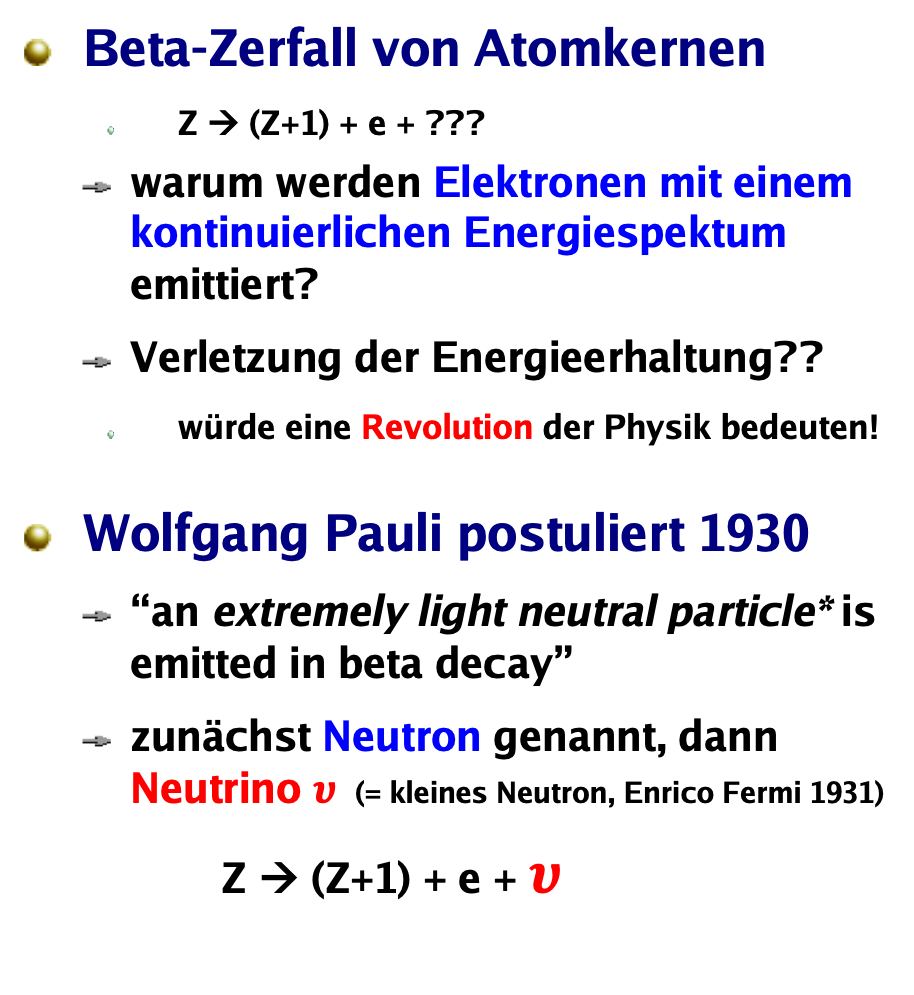 Beta-Zerfall von Atomkernen
Z → (Z+1) + e + ???
warum werden Elektronen mit einem
kontinuierlichen Energiespektum
emittiert?
Verletzung der Energieerhaltung??
würde eine Revolution der Physik bedeuten!
Wolfgang Pauli postuliert 1930
“an extremely light neutral particle* is
emitted in beta decay”
zunächst Neutron genannt, dann
Neutrino υ (= kleines Neutron, Enrico Fermi 1931)
Z → (Z+1) + e + υ